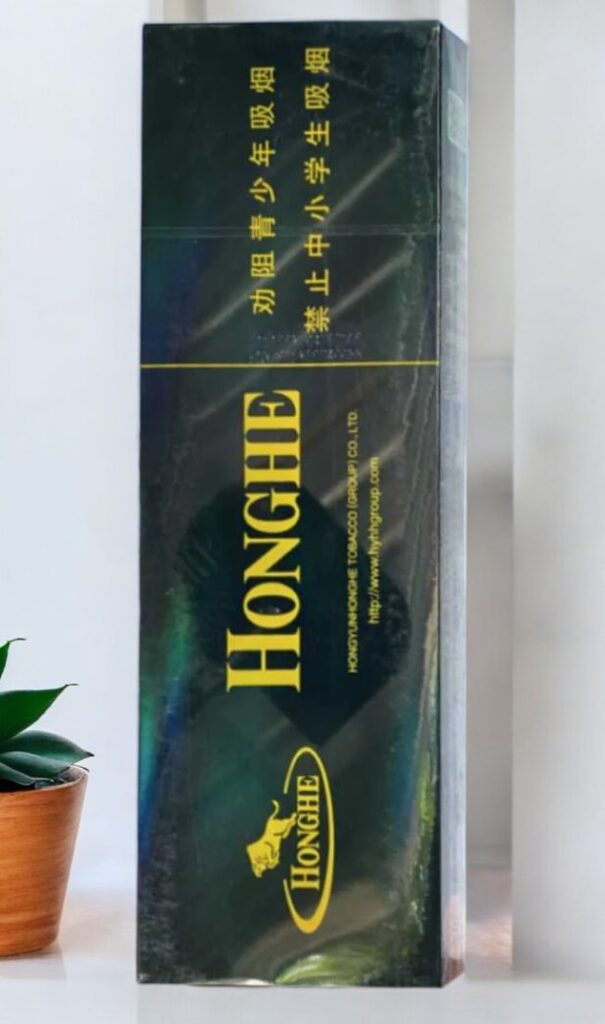 劝阻青少年吸烟
禁止中小学生吸烟
HONGHE
HONGYUNHONGHE TOBACCO (GROUP) CO., LTD.
http://www.hyhhgroup.com
HONGHE